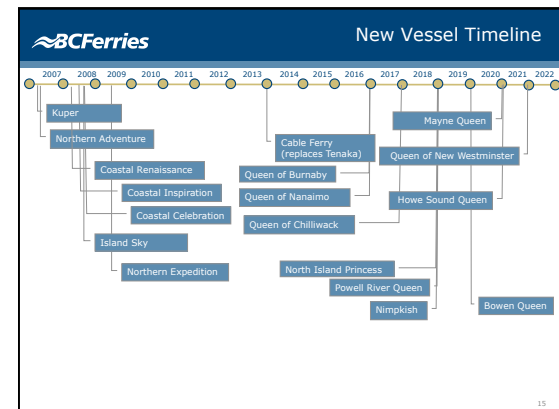 BCFerries
New Vessel Timeline
2007 2008 2009 2010 2011 2012 2013 2014 2015 2016 2017 2018 2019 2020 2021 2022
Kuper
Northern Adventure
Coastal Renaissance
Coastal Inspiration
Coastal Celebration
Island Sky
Northern Expedition
Cable Ferry
(replaces Tenaka)
Queen of Burnaby
Queen of Nanaimo
Queen of Chilliwack
North Island Princess
Powell River Queen
Nimpkish
Mayne Queen
Queen of New Westminster
Howe Sound Queen
Bowen Queen
15